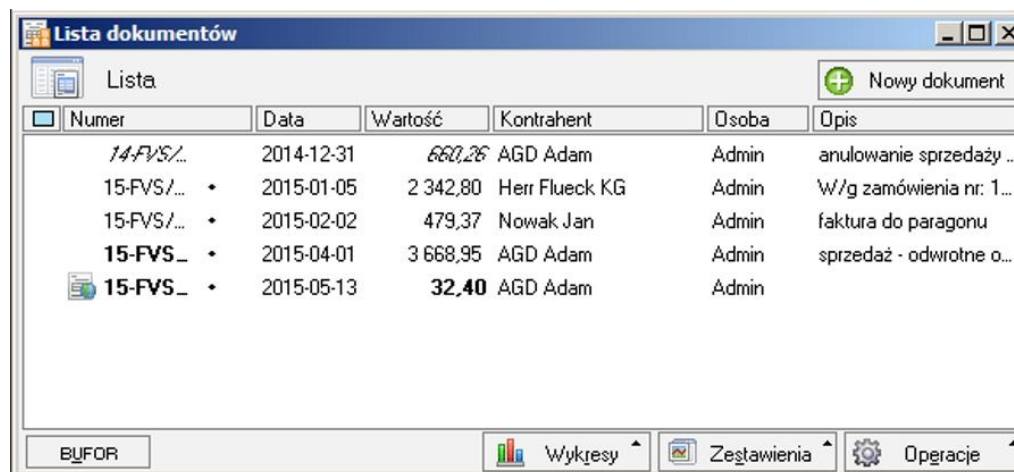 Lista dokumentów
Lista
Nowy dokument
Numer Data Wartość Kontrahent Osoba Opis
14-FVS/... 2014-12-31 660,26 AGD Adam Admin anulowanie sprzedaży ...
15-FVS/... • 2015-01-05 2 342,80 Herr Flueck KG Admin W/g zamówienia nr: 1...
15-FVS/... • 2015-02-02 479,37 Nowak Jan Admin faktura do paragonu
15-FVS... • 2015-04-01 3 668,95 AGD Adam Admin sprzedaż - odwrotne o...
15-FVS... • 2015-05-13 32,40 AGD Adam Admin
BUFOR Wykresy Zestawienia Operacje